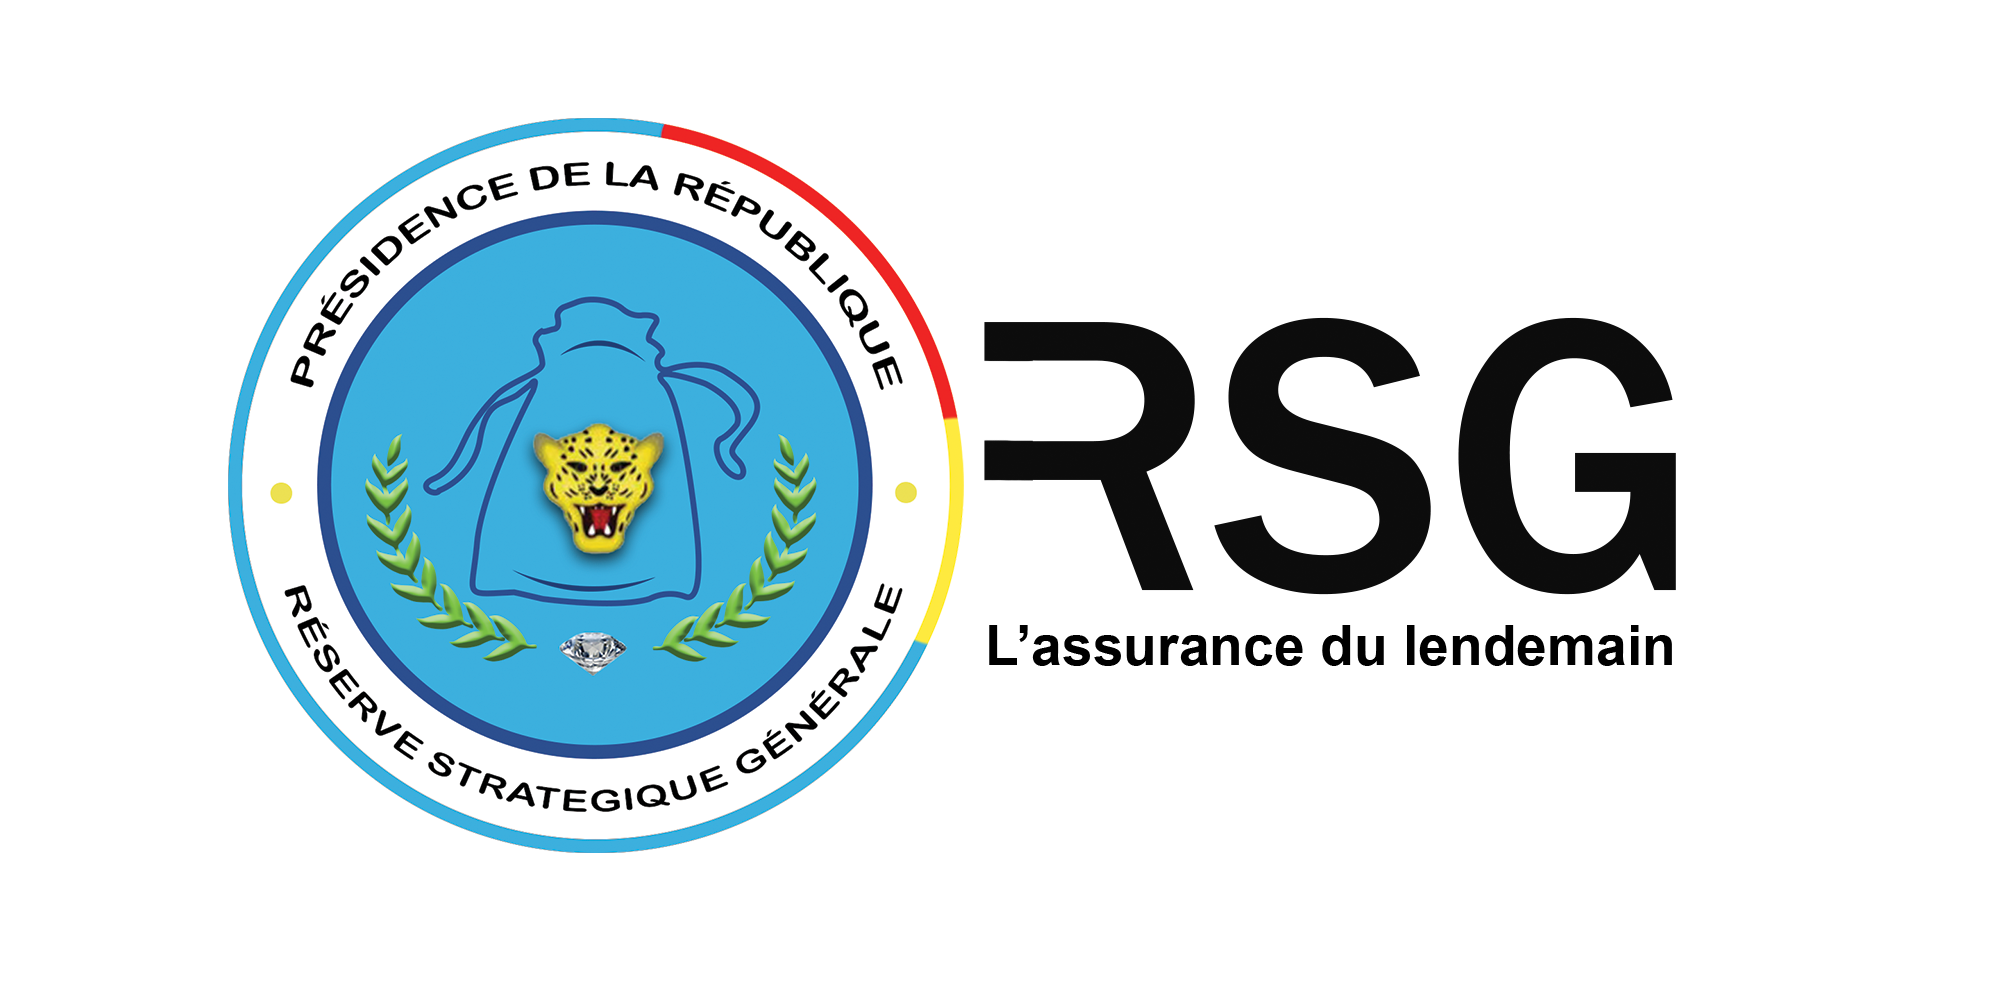 PRÉSIDENCE DE LA RÉPUBLIQUE
RÉSERVE STRATEGIQUE GÉNÉRALE
RSG
L'assurance du lendemain